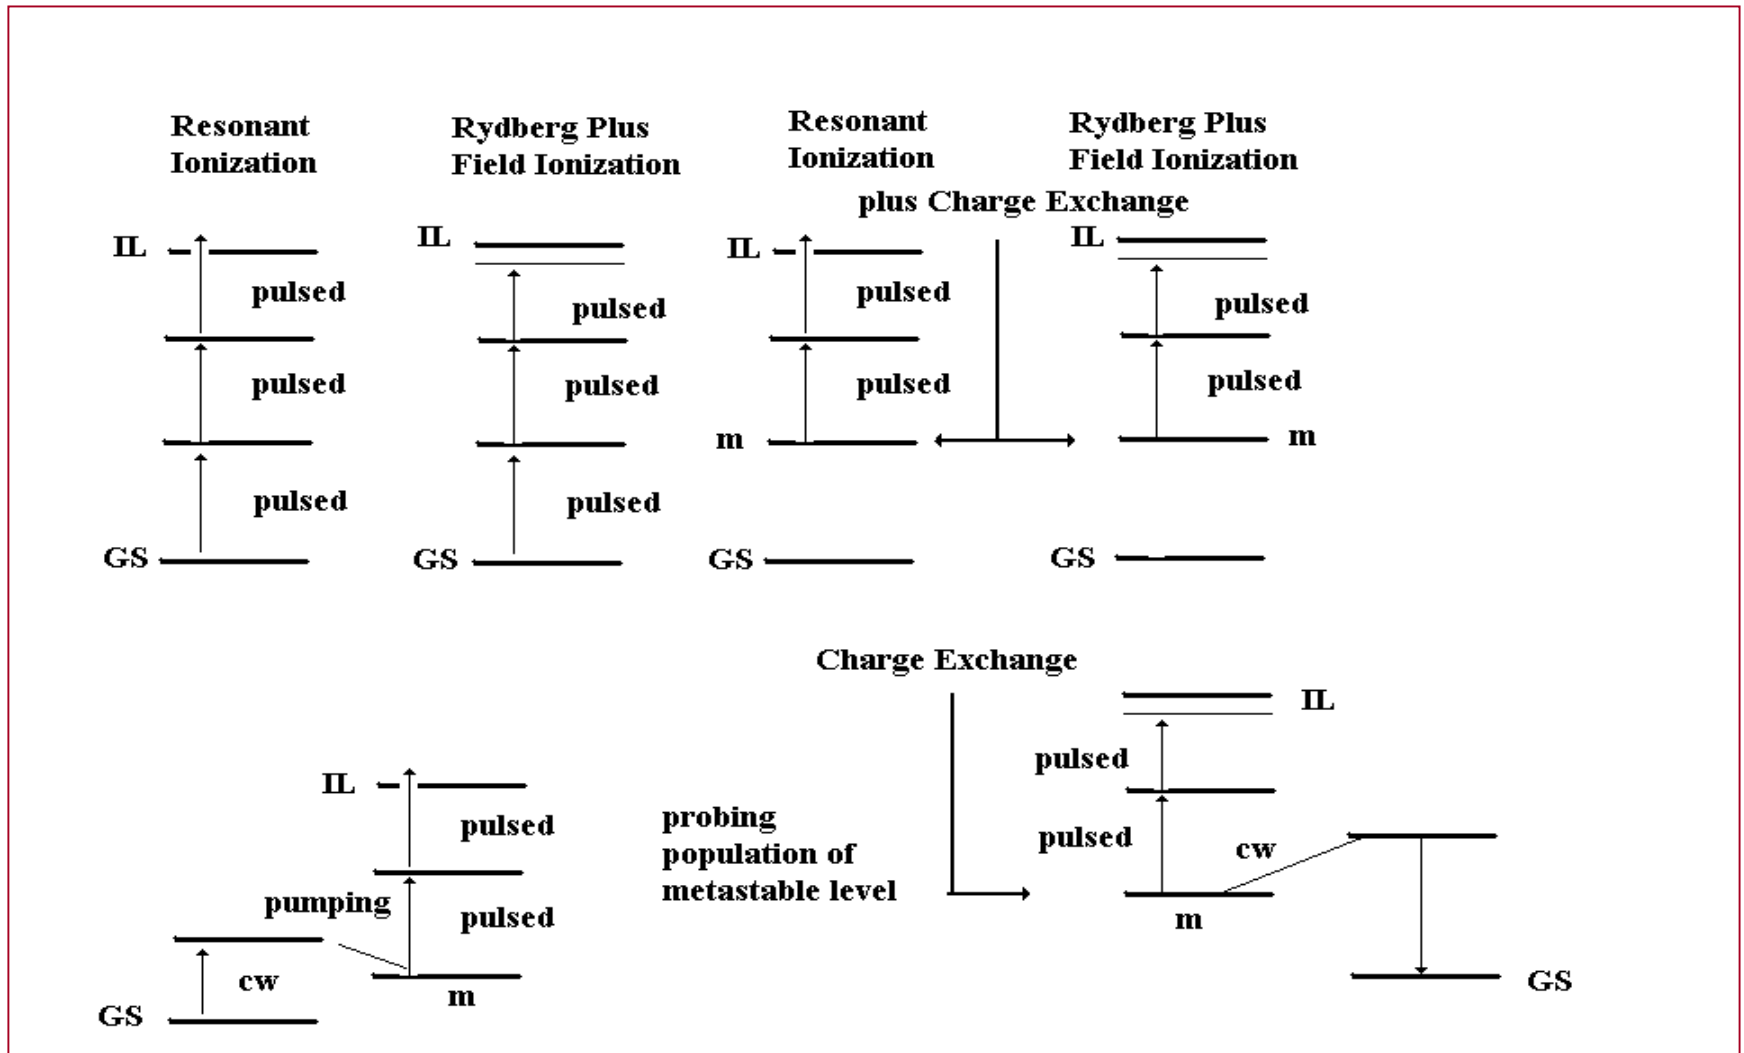 Resonant
Ionization
Rydberg Plus
Field Ionization
Resonant
Ionization
Rydberg Plus
Field Ionization
plus Charge Exchange
IL
pulsed
pulsed
pulsed
GS
IL
pulsed
pulsed
pulsed
GS
IL
pulsed
pulsed
m
GS
IL
pulsed
pulsed
m
GS
IL
pulsed
pumping
pulsed
cw
m
GS
probing
population of
metastable level
Charge Exchange
IL
pulsed
pulsed
cw
m
GS